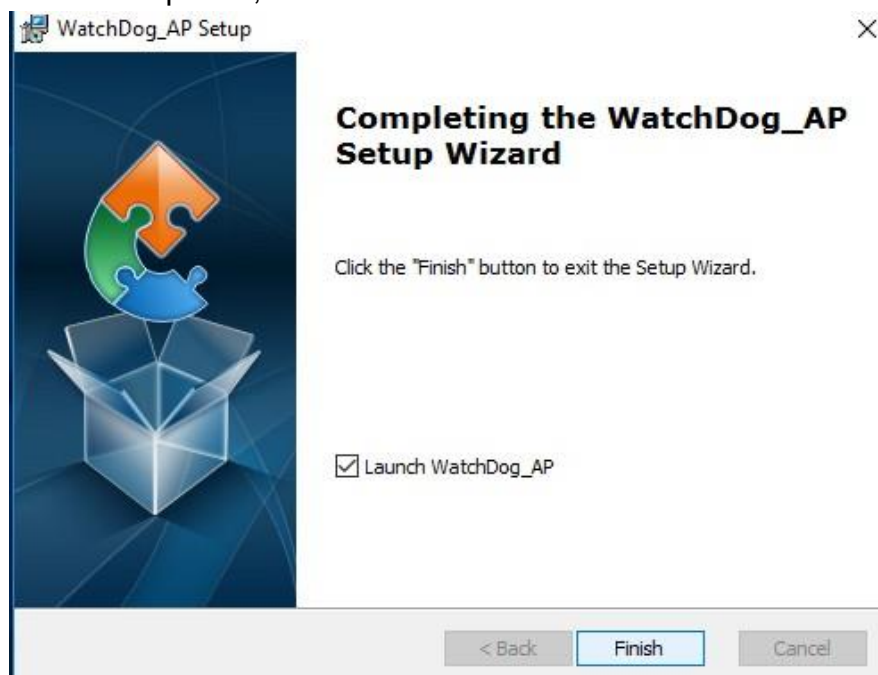 WatchDog_AP Setup
Completing the WatchDog_AP
Setup Wizard
Click the "Finish" button to exit the Setup Wizard.
Launch WatchDog_AP
< Back
Finish
Cancel